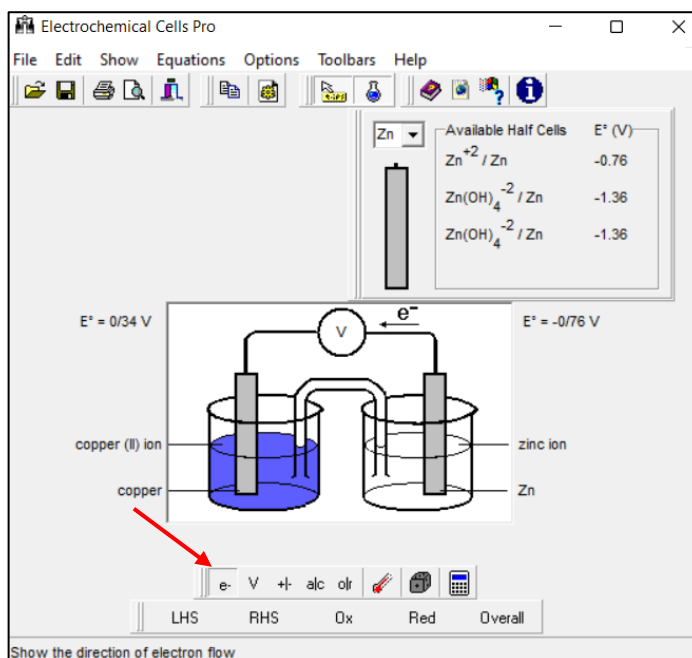 Electrochemical Cells Pro
File Edit Show Equations Options Toolbars Help
Zn
Available Half Cells E° (V)
Zn+2 / Zn -0.76
Zn(OH)4-2 / Zn -1.36
Zn(OH)4-2 / Zn -1.36
E° = 0/34 V
V
e-
E° = -0/76 V
copper (II) ion
zinc ion
copper
Zn
e- V +|- a|c o|r
LHS RHS Ox Red Overall
Show the direction of electron flow